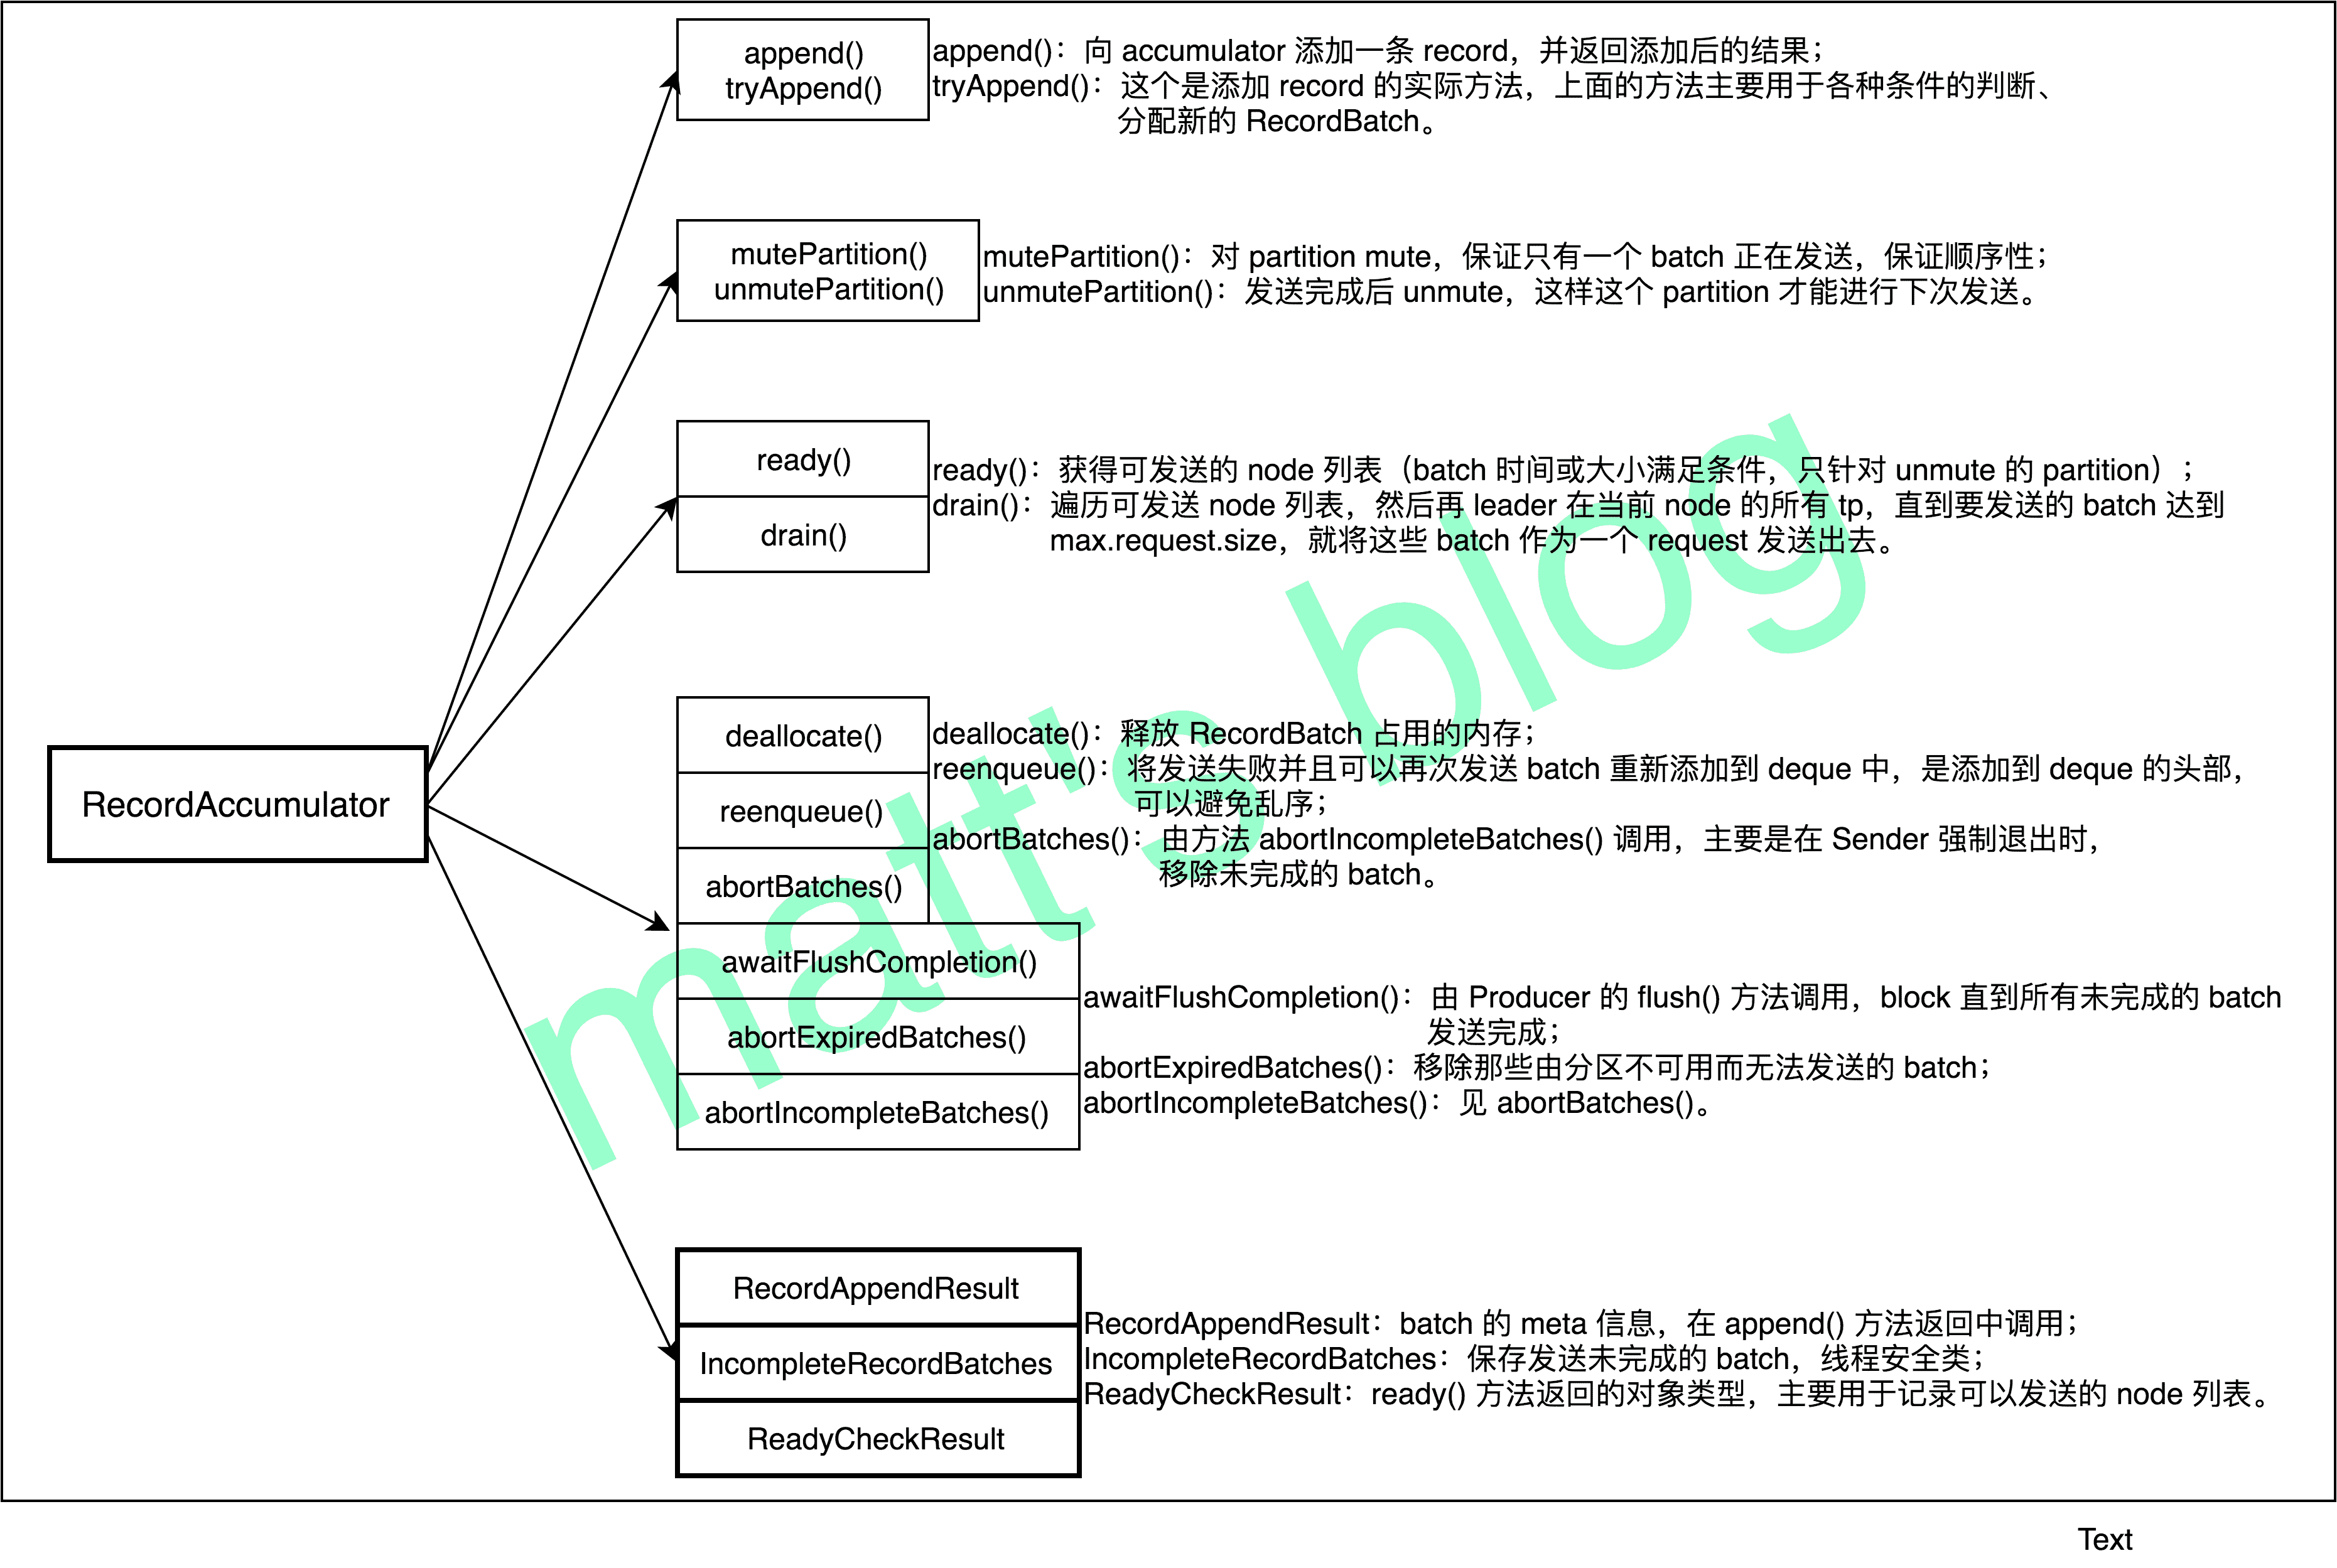 append()
tryAppend()
append()：向 accumulator 添加一条 record，并返回添加后的结果；
tryAppend()：这个是添加 record 的实际方法，上面的方法主要用于各种条件的判断、
分配新的 RecordBatch。
mutePartition()
unmutePartition()
mutePartition()：对 partition mute，保证只有一个 batch 正在发送，保证顺序性；
unmutePartition()：发送完成后 unmute，这样这个 partition 才能进行下次发送。
ready()
drain()
ready()：获得可发送的 node 列表（batch 时间或大小满足条件，只针对 unmute 的 partition）；
drain()：遍历可发送 node 列表，然后再 leader 在当前 node 的所有 tp，直到要发送的 batch 达到
max.request.size，就将这些 batch 作为一个 request 发送出去。
RecordAccumulator
deallocate()
reenqueue()
abortBatches()
deallocate()：释放 RecordBatch 占用的内存；
reenqueue()：将发送失败并且可以再次发送 batch 重新添加到 deque 中，是添加到 deque 的头部，
可以避免乱序；
abortBatches()：由方法 abortIncompleteBatches() 调用，主要是在 Sender 强制退出时，
移除未完成的 batch。
awaitFlushCompletion()
abortExpiredBatches()
abortIncompleteBatches()
awaitFlushCompletion()：由 Producer 的 flush() 方法调用，block 直到所有未完成的 batch
发送完成；
abortExpiredBatches()：移除那些由分区不可用而无法发送的 batch；
abortIncompleteBatches()：见 abortBatches()。
RecordAppendResult
IncompleteRecordBatches
ReadyCheckResult
RecordAppendResult：batch 的 meta 信息，在 append() 方法返回中调用；
IncompleteRecordBatches：保存发送未完成的 batch，线程安全类；
ReadyCheckResult：ready() 方法返回的对象类型，主要用于记录可以发送的 node 列表。
matt's blog
Text